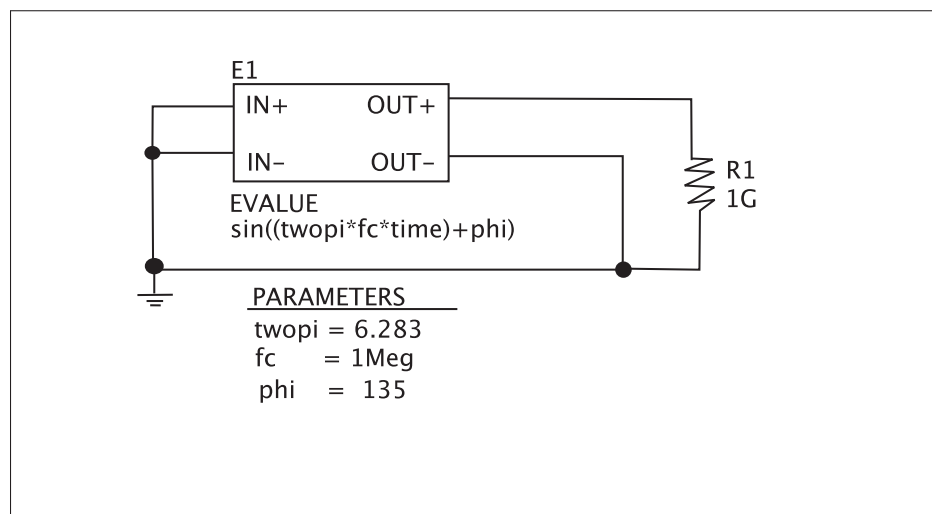 E1
IN+ OUT+
IN- OUT-
R1
1G
EVALUE
sin((twopi*fc*time)+phi)
PARAMETERS
twopi = 6.283
fc = 1Meg
phi = 135